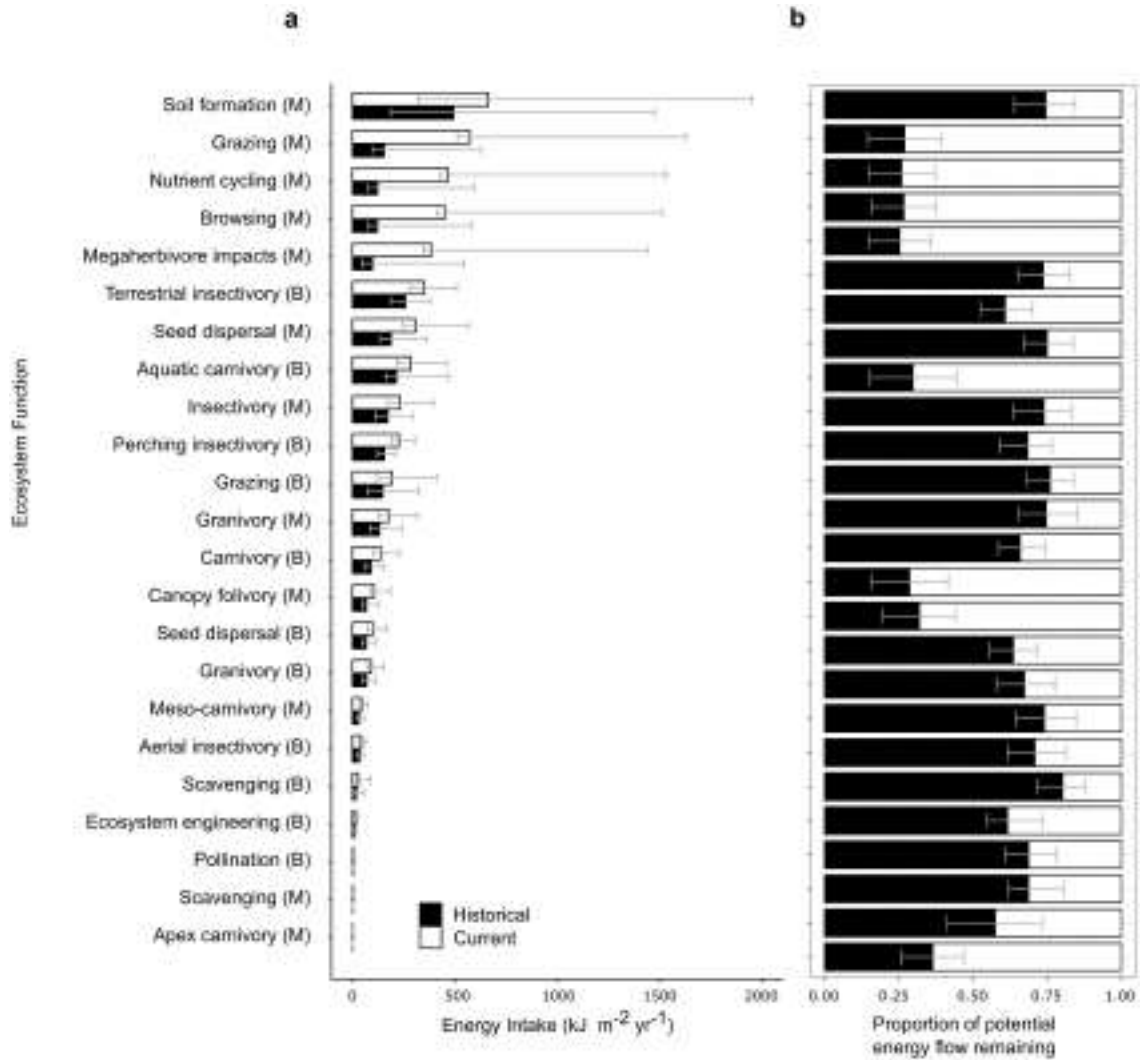 a
b
Ecosystem Function
Soil formation (M)
Grazing (M)
Nutrient cycling (M)
Browsing (M)
Megaherbivore impacts (M)
Terrestrial insectivory (B)
Seed dispersal (M)
Aquatic carnivory (B)
Insectivory (M)
Perching insectivory (B)
Grazing (B)
Granivory (M)
Carnivory (B)
Canopy folivory (M)
Seed dispersal (B)
Granivory (B)
Meso-carnivory (M)
Aerial insectivory (B)
Scavenging (B)
Ecosystem engineering (B)
Pollination (B)
Scavenging (M)
Apex carnivory (M)
Historical
Current
0 500 1000 1500 2000
Energy Intake (kJ m⁻² yr⁻¹)
0.00 0.25 0.50 0.75 1.00
Proportion of potential
energy flow remaining